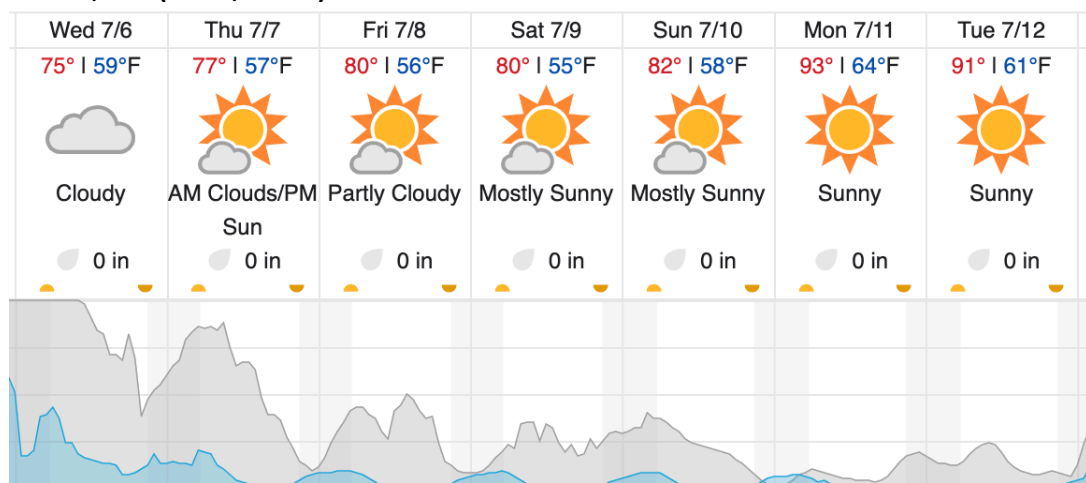 Wed 7/6
Thu 7/7
Fri 7/8
Sat 7/9
Sun 7/10
Mon 7/11
Tue 7/12
75° | 59°F
77° | 57°F
80° | 56°F
80° | 55°F
82° | 58°F
93° | 64°F
91° | 61°F
Cloudy
AM Clouds/PM
Sun
Partly Cloudy
Mostly Sunny
Mostly Sunny
Sunny
Sunny
0 in
0 in
0 in
0 in
0 in
0 in
0 in